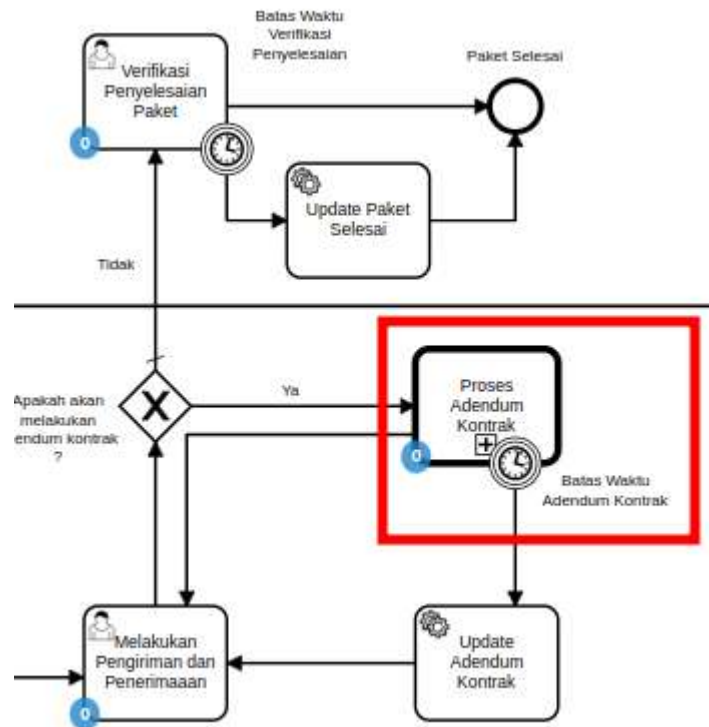 Batas Waktu
Verifikasi
Penyelesaian
Paket Selesai
Verifikasi
Penyelesaian
Paket
0
Update Paket
Selesai
Tidak
Apakah akan
melakukan
endum kontrak
?
Ya
Proses
Adendum
Kontrak
0
Batas Waktu
Adendum Kontrak
Melakukan
Pengiriman dan
Penerimaaan
0
Update
Adendum
Kontrak